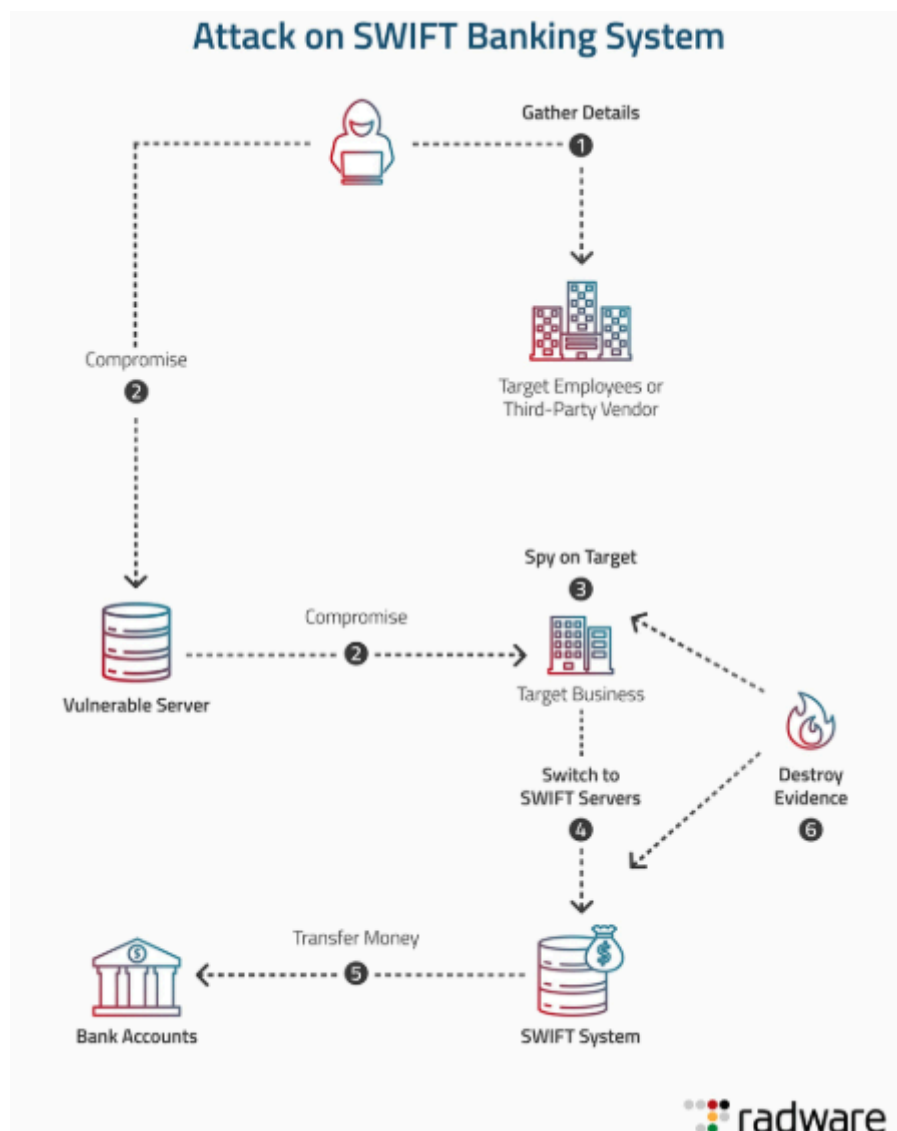 Attack on SWIFT Banking System
Gather Details
1
Target Employees or
Third-Party Vendor
Compromise
2
Spy on Target
3
Compromise
2
Vulnerable Server
Target Business
Switch to
SWIFT Servers
4
Destroy
Evidence
6
Transfer Money
5
Bank Accounts
SWIFT System
radware